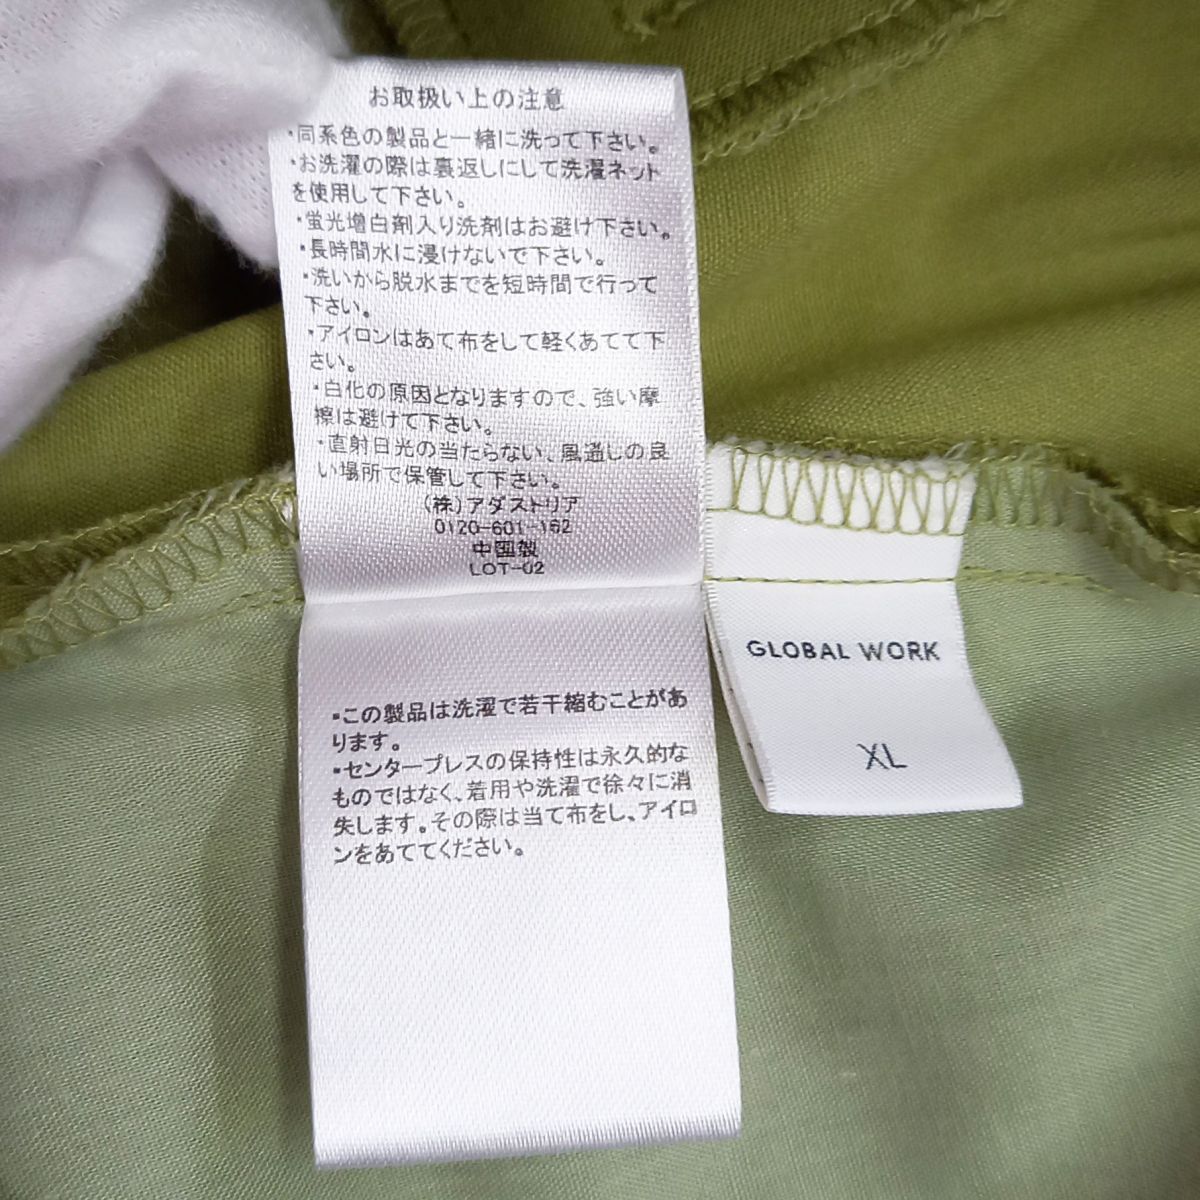 お取扱い上の注意
・同系色の製品と一緒に洗って下さい。
・お洗濯の際は裏返しにして洗濯ネット
を使用して下さい。
・蛍光増白剤入り洗剤はお避け下さい。
・長時間水に浸けないで下さい。
・洗いから脱水までを短時間で行って
下さい。
・アイロンはあて布をして軽くあてて下
さい。
・白化の原因となりますので、強い摩
擦は避けて下さい。
・直射日光の当たらない、風通しの良
い場所で保管して下さい。
(株)アダストリア
0120-601-162
中国製
LOT-02
・この製品は洗濯で若干縮むことがあ
ります。
・センタープレスの保持性は永久的な
ものではなく、着用や洗濯で徐々に消
失します。その際は当て布をし、アイロ
ンをあててください。
GLOBAL WORK
XL